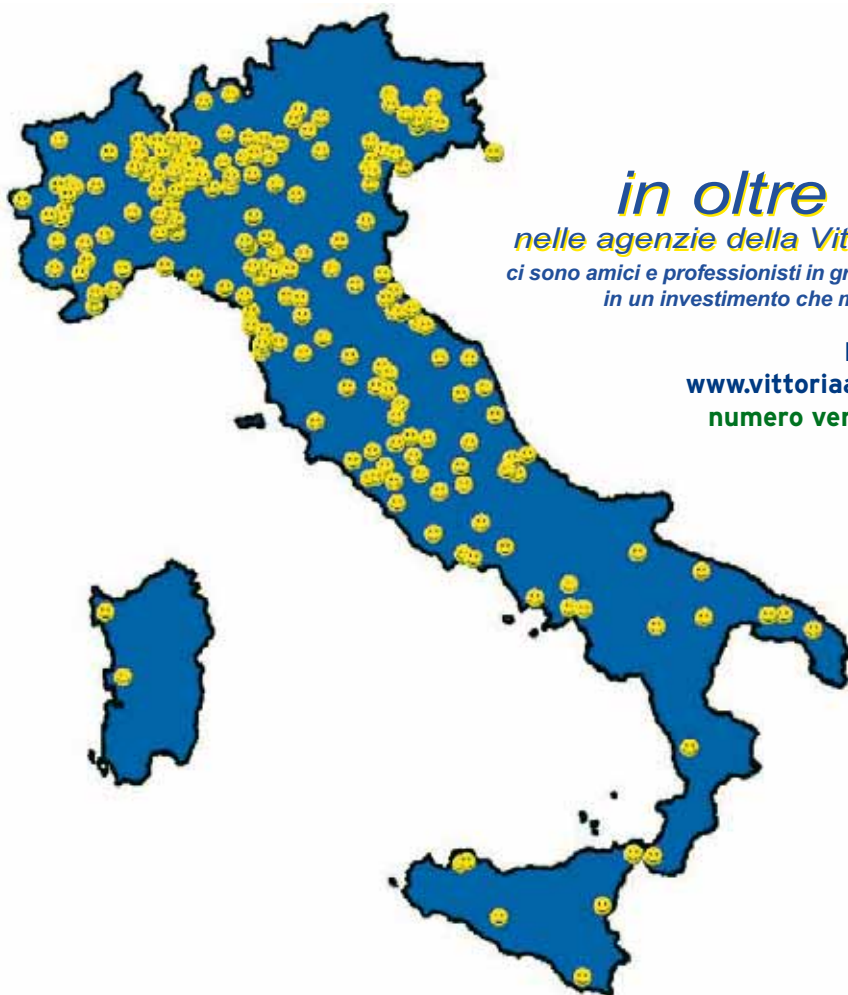 in oltre
nelle agenzie della Vit
ci sono amici e professionisti in gr
in un investimento che m
www.vittoriaa
numero ver